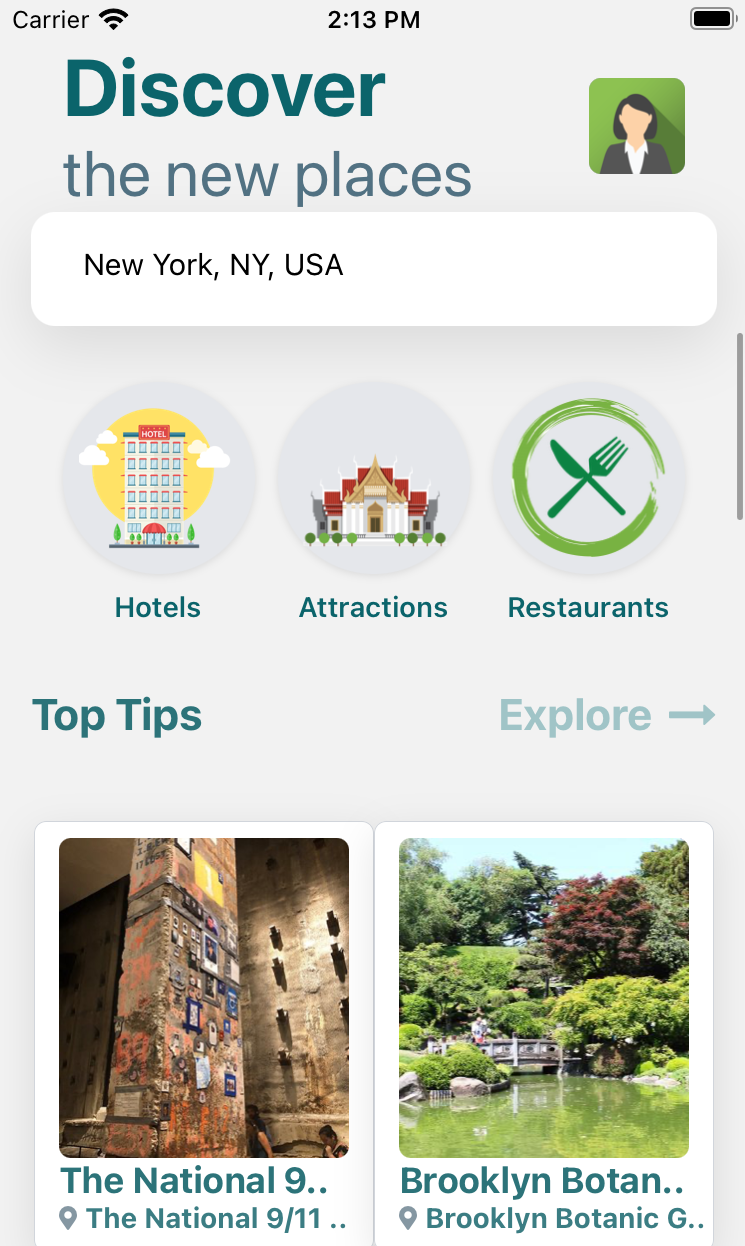 Carrier 2:13 PM
Discover
the new places
New York, NY, USA
HOTEL
Hotels Attractions Restaurants
Top Tips Explore
The National 9.. Brooklyn Botan..
The National 9/11 .. Brooklyn Botanic G..